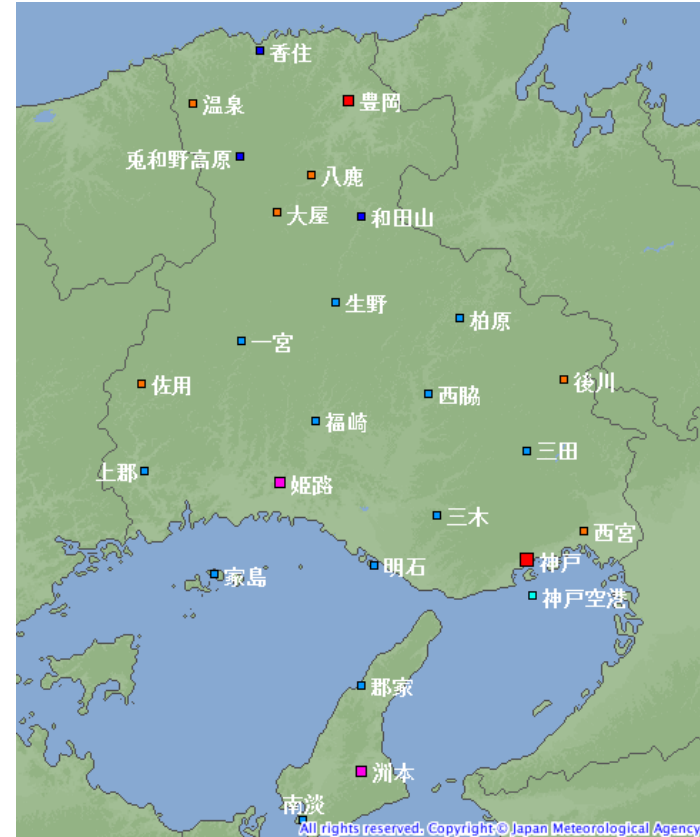 香住
温泉
豊岡
兎和野高原
八鹿
大屋
和田山
生野
柏原
一宮
佐用
後川
西脇
福崎
三田
上郡
姫路
三木
西宮
神戸
明石
家島
神戸空港
郡家
洲本
南淡
All rights reserved. Copyright © Japan Meteorological Agency